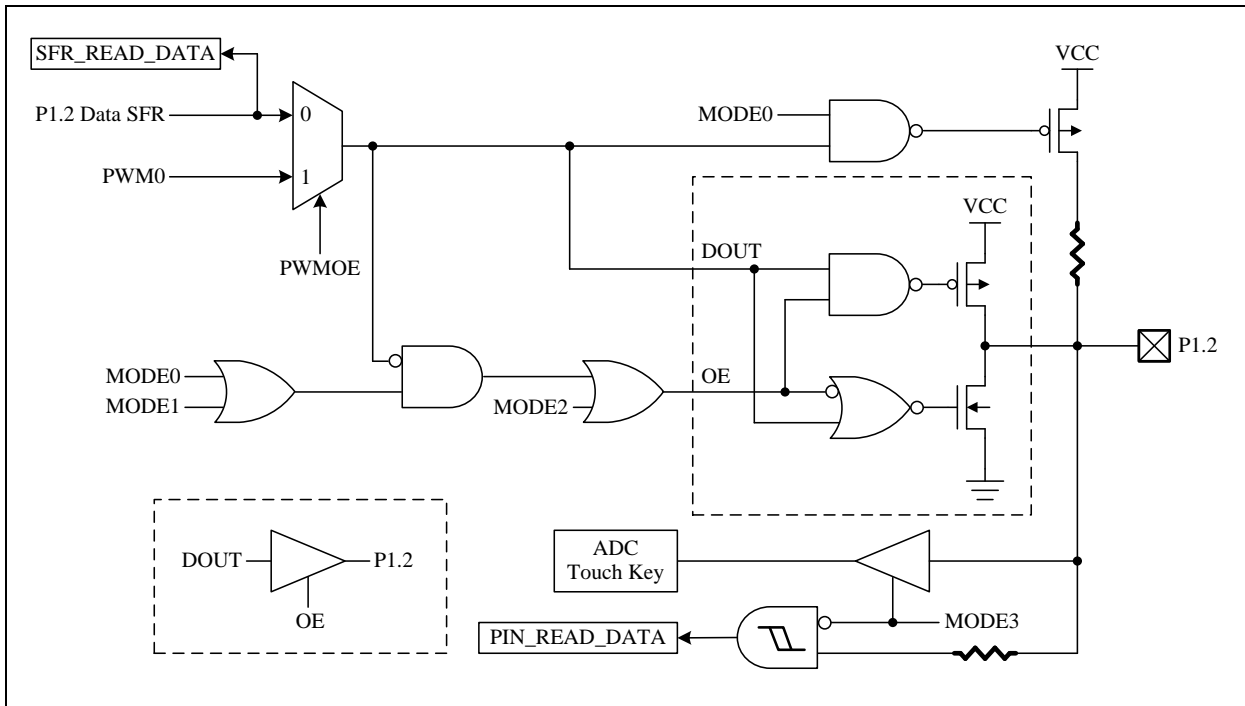 SFR_READ_DATA
VCC
P1.2 Data SFR
0
MODE0
PWM0
1
VCC
PWMOE
DOUT
P1.2
MODE0
MODE1
MODE2
OE
DOUT
P1.2
OE
ADC
Touch Key
MODE3
PIN_READ_DATA